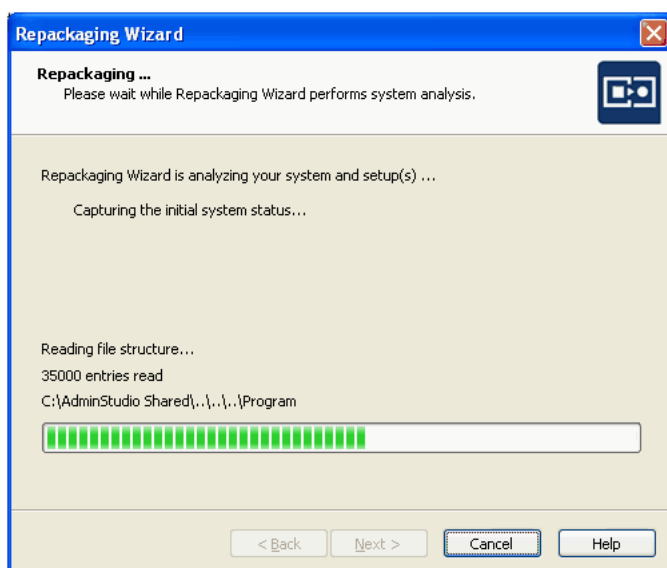 Repackaging Wizard
Repackaging ...
Please wait while Repackaging Wizard performs system analysis.
Repackaging Wizard is analyzing your system and setup(s) ...
Capturing the initial system status...
Reading file structure...
35000 entries read
C:\AdminStudio Shared\..\..\..\Program
< Back
Next >
Cancel
Help